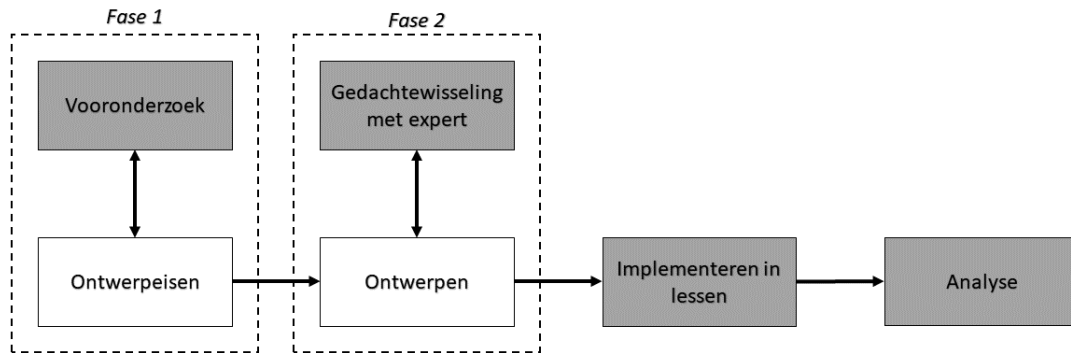 Fase 1
Fase 2
Vooronderzoek
Gedachtewisseling
met expert
Ontwerpeisen
Ontwerpen
Implementeren in
lessen
Analyse